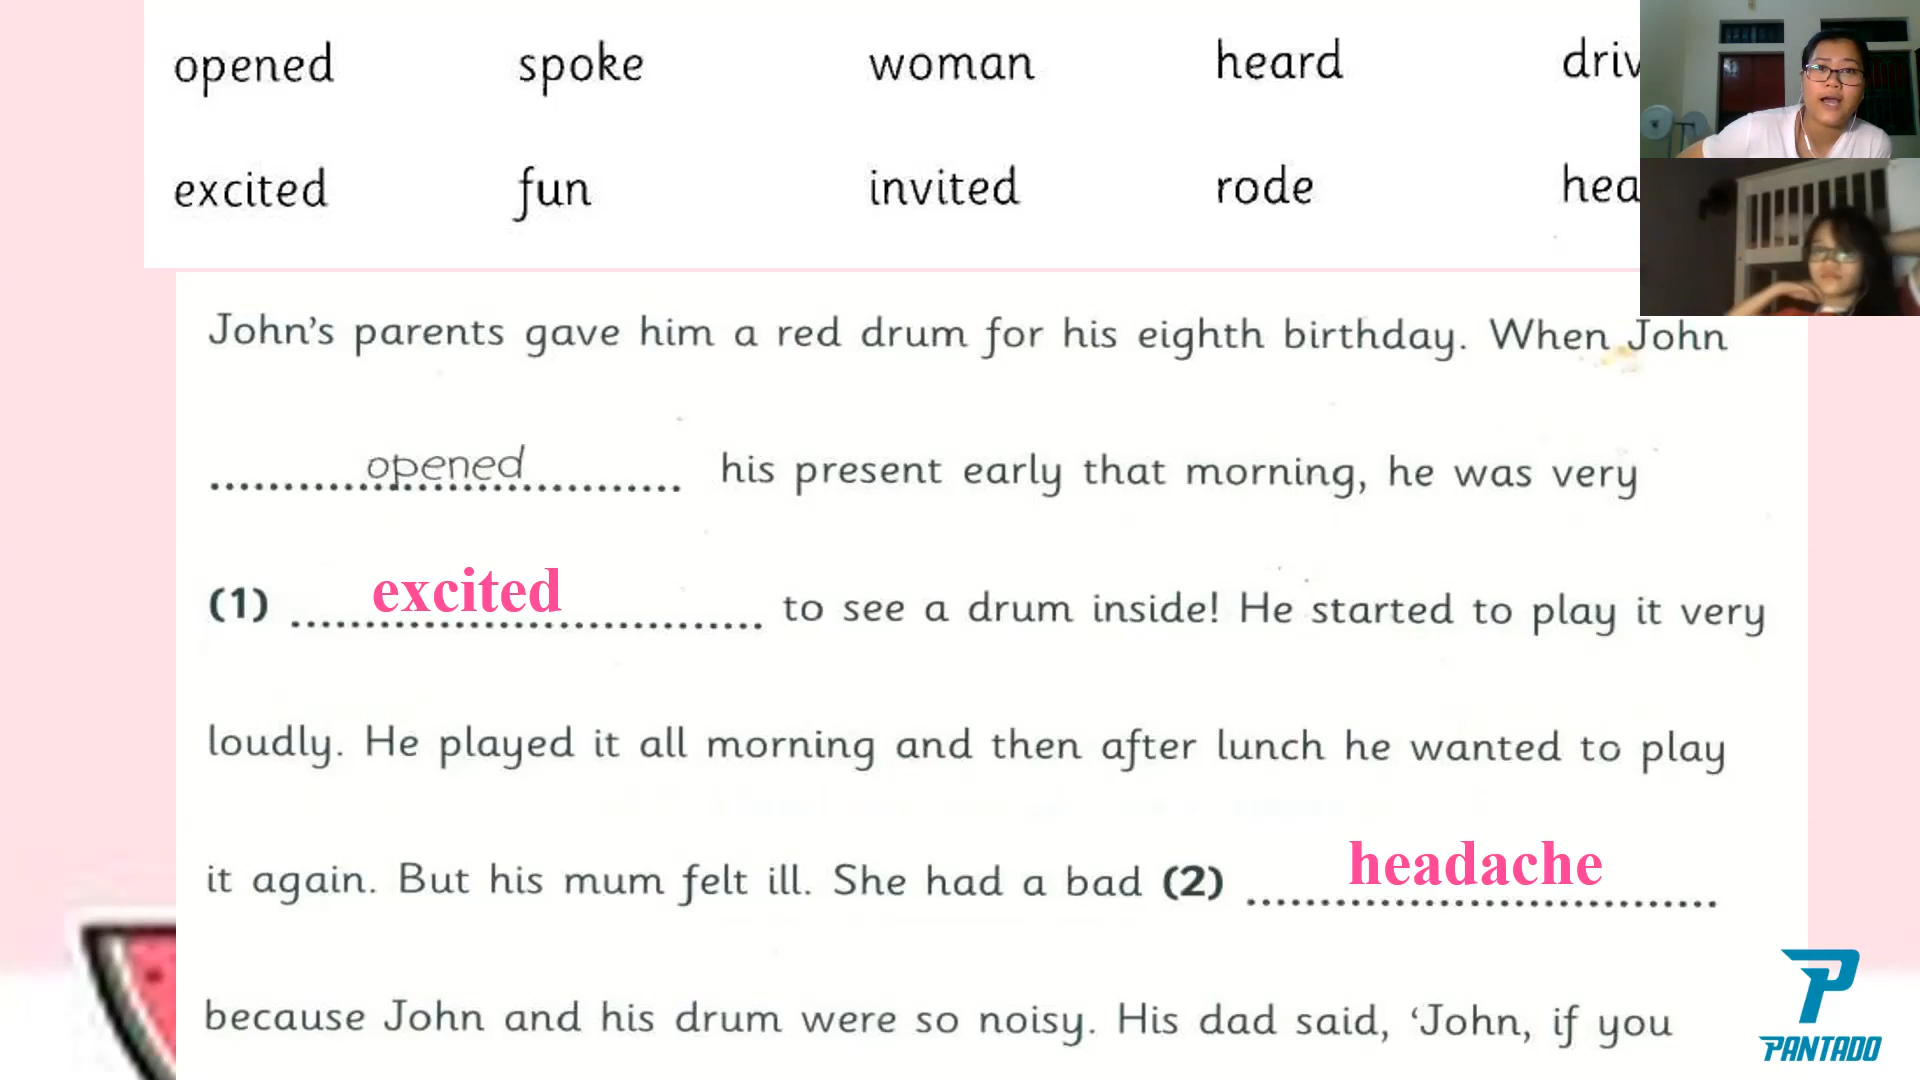 opened spoke woman heard
excited fun invited rode
John's parents gave him a red drum for his eighth birthday. When John
opened his present early that morning, he was very
(1) excited to see a drum inside! He started to play it very
loudly. He played it all morning and then after lunch he wanted to play
it again. But his mum felt ill. She had a bad (2) headache
because John and his drum were so noisy. His dad said, 'John, if you
PANTADO